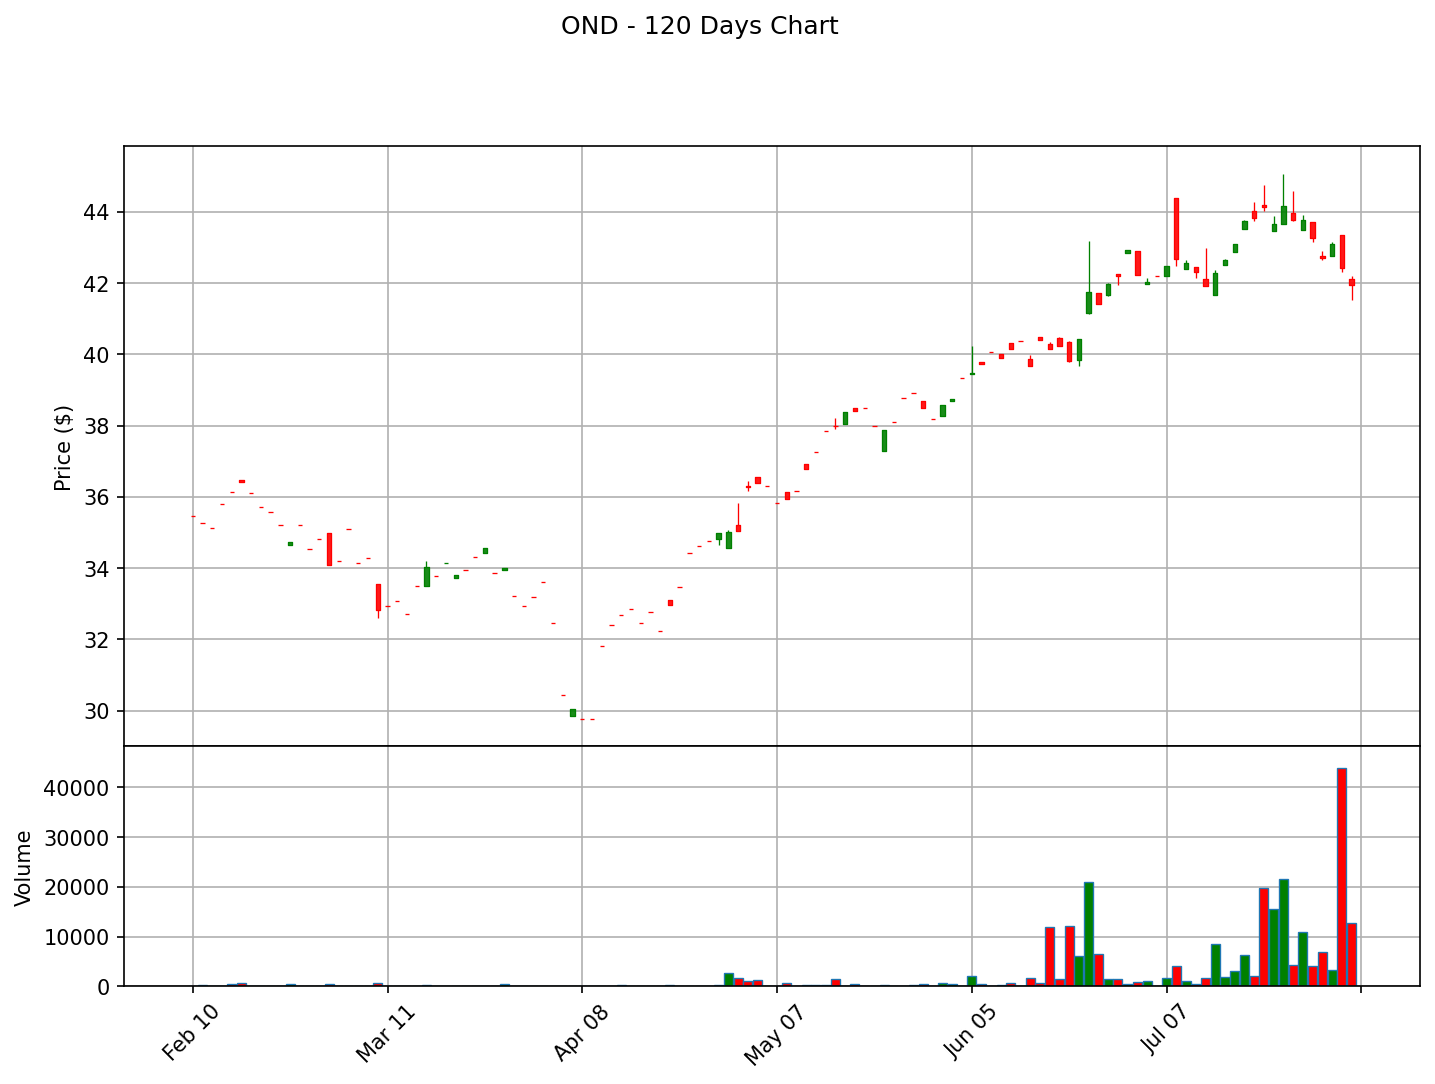 OND - 120 Days Chart
Price ($)
44
42
40
38
36
34
32
30
Volume
40000
30000
20000
10000
0
Feb 10
Mar 11
Apr 08
May 07
Jun 05
Jul 07